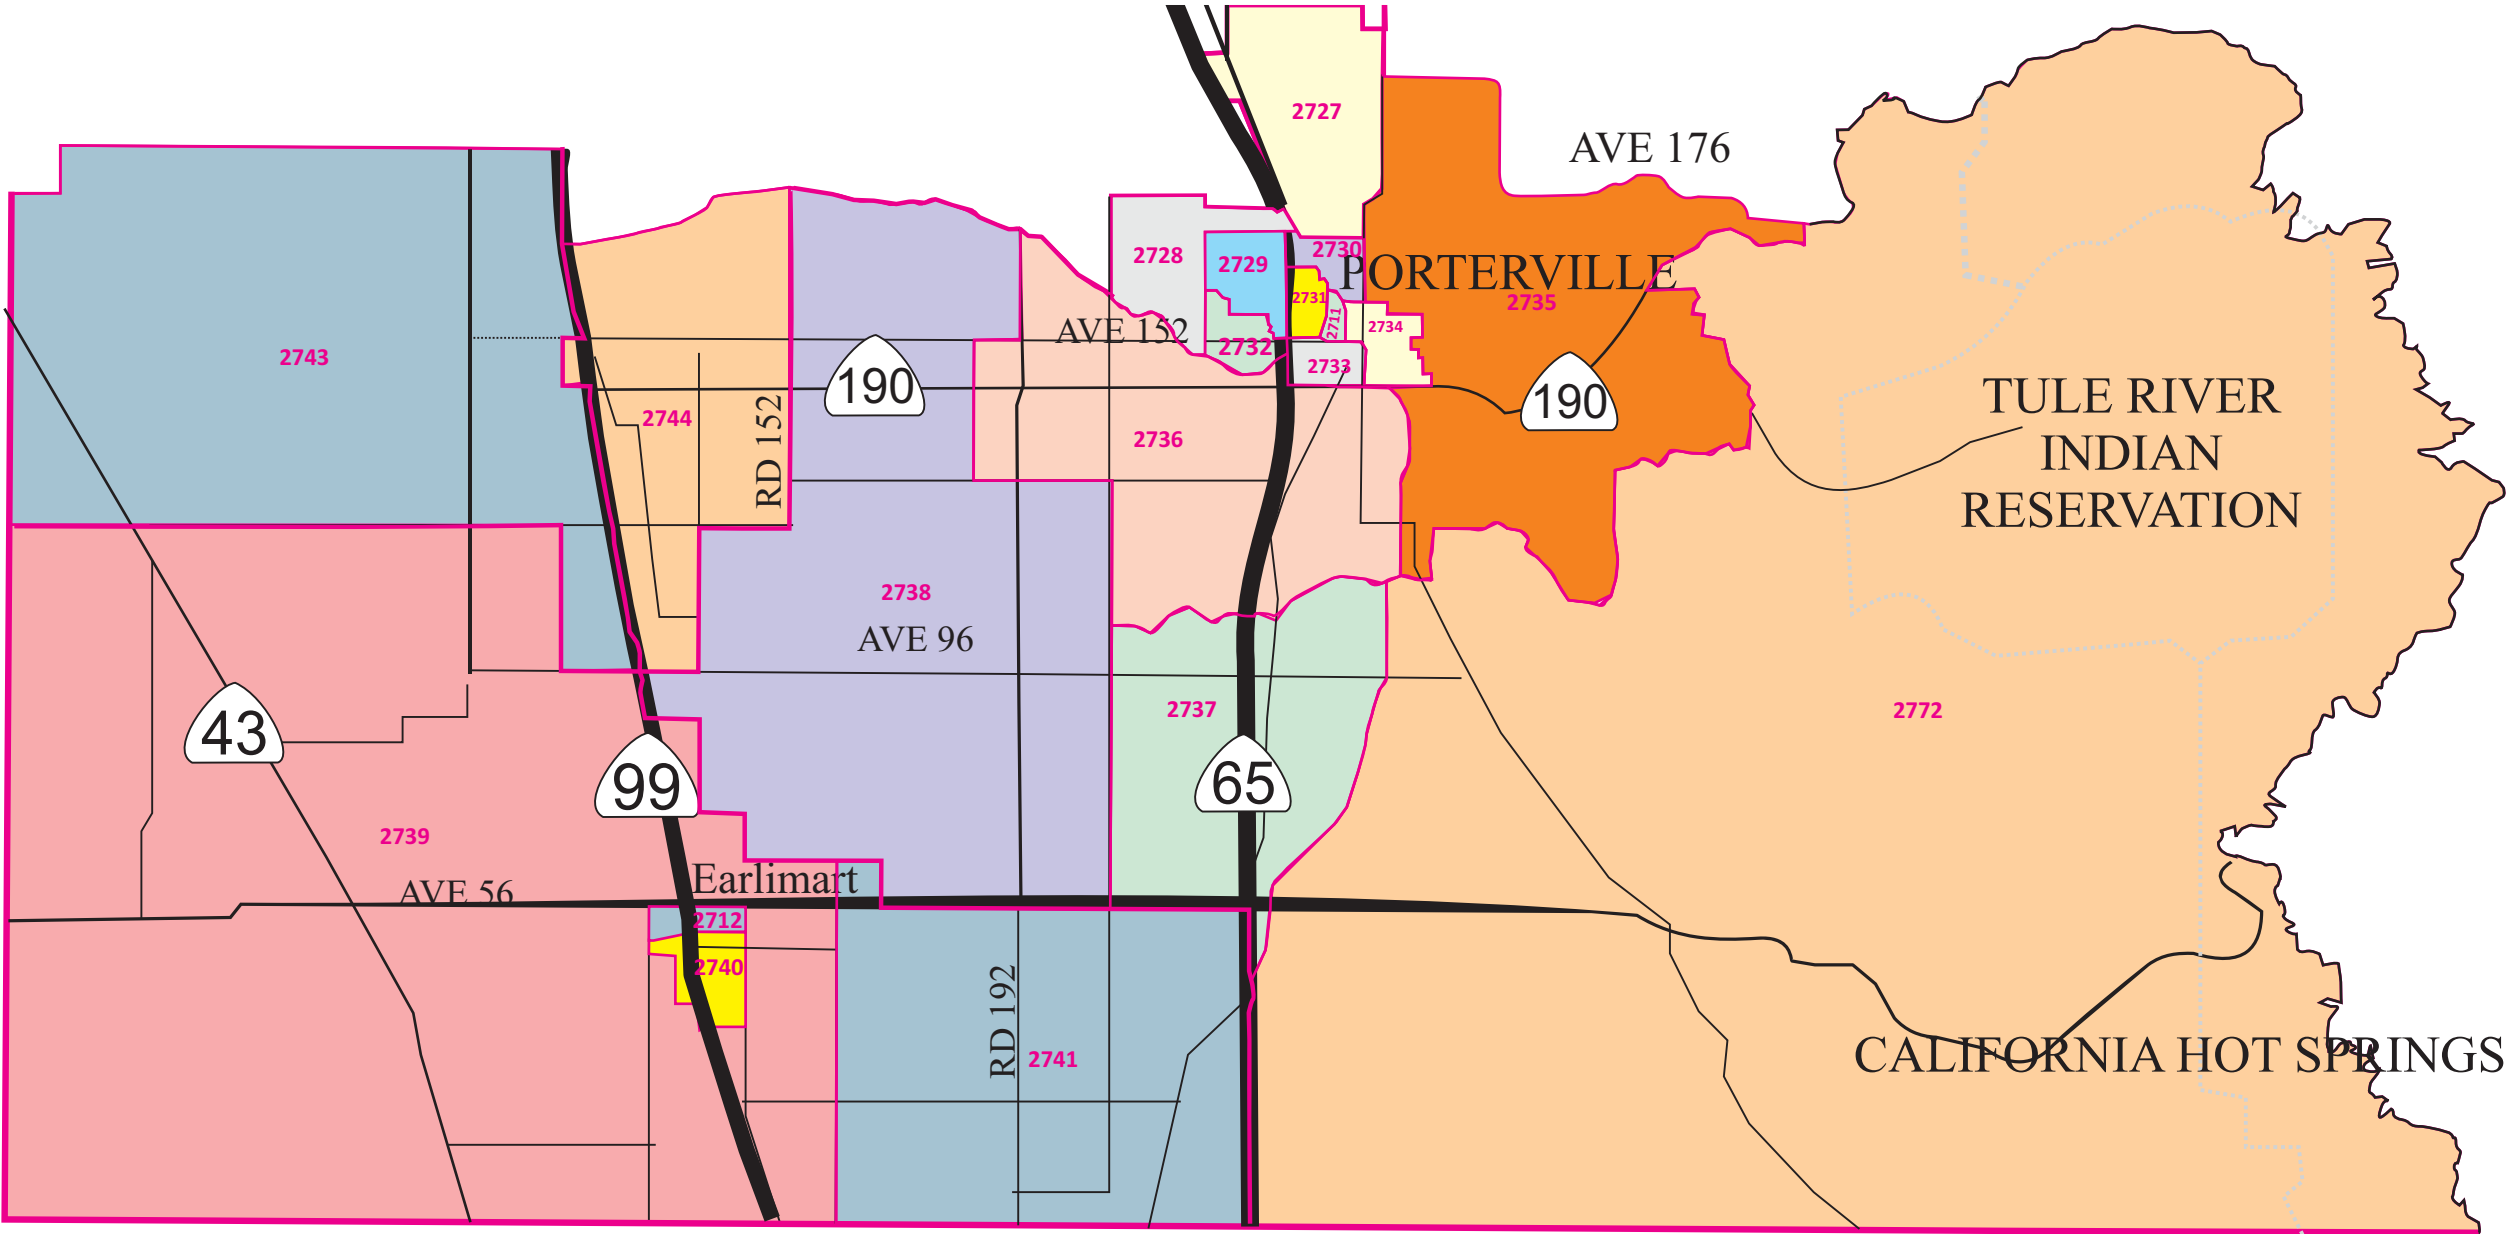 2727
AVE 176
2728
2729
2730
PORTERVILLE
2731
2735
2711
2734
AVE 152
2732
2733
2743
190
190
2744
RD 152
2736
TULE RIVER
INDIAN
RESERVATION
2738
AVE 96
2737
2772
43
99
65
2739
Earlimart
AVE 56
2712
2740
RD 192
2741
CALIFORNIA HOT SPRINGS